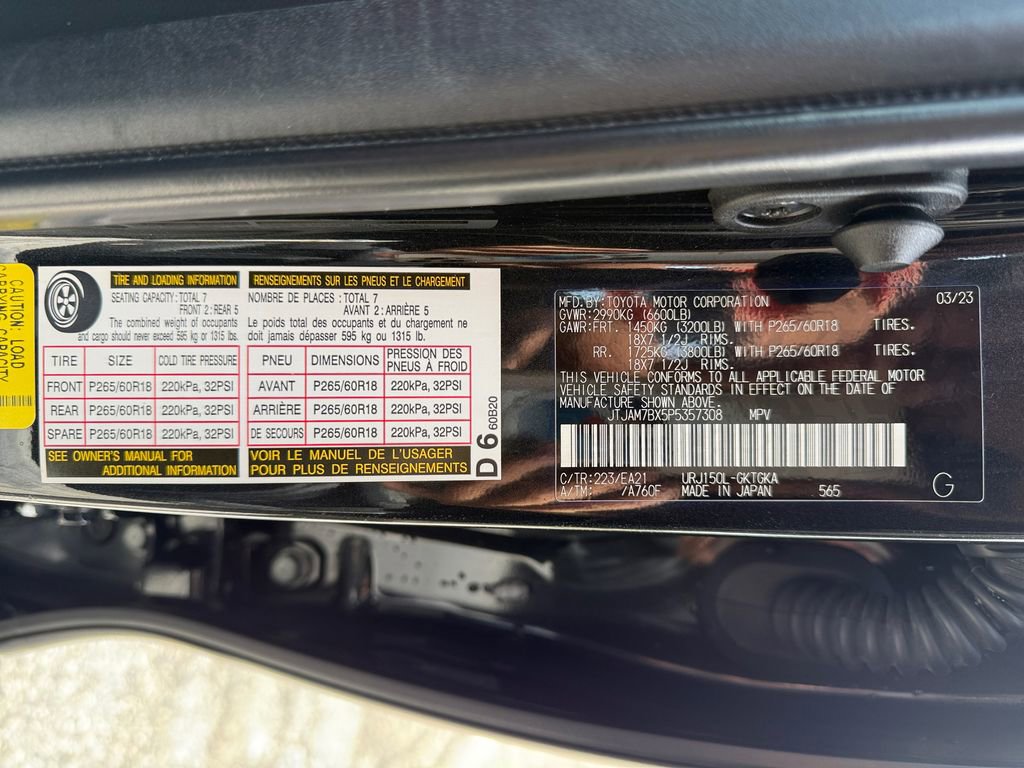 CAUTION: LOAD
CARRYING CAPACITY
TIRE AND LOADING INFORMATION
SEATING CAPACITY: TOTAL 7
FRONT 2: REAR 5
The combined weight of occupants
and cargo should never exceed 595 kg or 1315 lb.
TIRE SIZE COLD TIRE PRESSURE
FRONT P265/60R18 220kPa, 32PSI
REAR P265/60R18 220kPa, 32PSI
SPARE P265/60R18 220kPa, 32PSI
SEE OWNER'S MANUAL FOR
ADDITIONAL INFORMATION
RENSEIGNEMENTS SUR LES PNEUS ET LE CHARGEMENT
NOMBRE DE PLACES: TOTAL 7
AVANT 2: ARRIÈRE 5
Le poids total des occupants et du chargement ne
doit jamais dépasser 595 kg ou 1315 lb.
PNEU DIMENSIONS PRESSION DES PNEUS À FROID
AVANT P265/60R18 220kPa, 32PSI
ARRIÈRE P265/60R18 220kPa, 32PSI
DE SECOURS P265/60R18 220kPa, 32PSI
VOIR LE MANUEL DE L'USAGER
POUR PLUS DE RENSEIGNEMENTS
D6
60B20
MFD. BY: TOYOTA MOTOR CORPORATION 03/23
GVWR: 2990KG (6600LB)
GAWR: FRT. 1450KG (3200LB) WITH P265/60R18 TIRES.
18X7 1/2J RIMS.
RR. 1725KG (3800LB) WITH P265/60R18 TIRES.
18X7 1/2J RIMS.
THIS VEHICLE CONFORMS TO ALL APPLICABLE FEDERAL MOTOR
VEHICLE SAFETY STANDARDS IN EFFECT ON THE DATE OF
MANUFACTURE SHOWN ABOVE.
JTJAM7BX5P5357308 MPV
C/TR: 223/EA21 URJ150L-GKTGKA
A/TM: /A760F MADE IN JAPAN 565
G